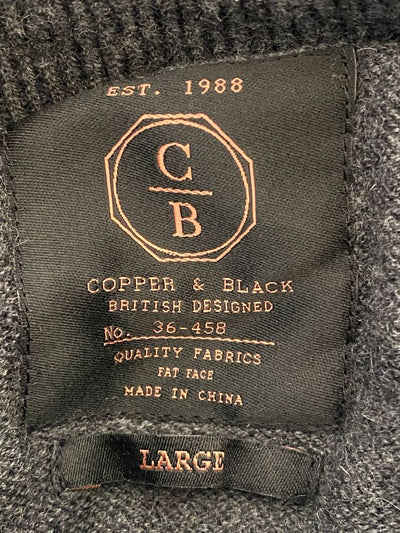 EST. 1988
C
B
COPPER & BLACK
BRITISH DESIGNED
No. 36-458
QUALITY FABRICS
FAT FACE
MADE IN CHINA
LARGE